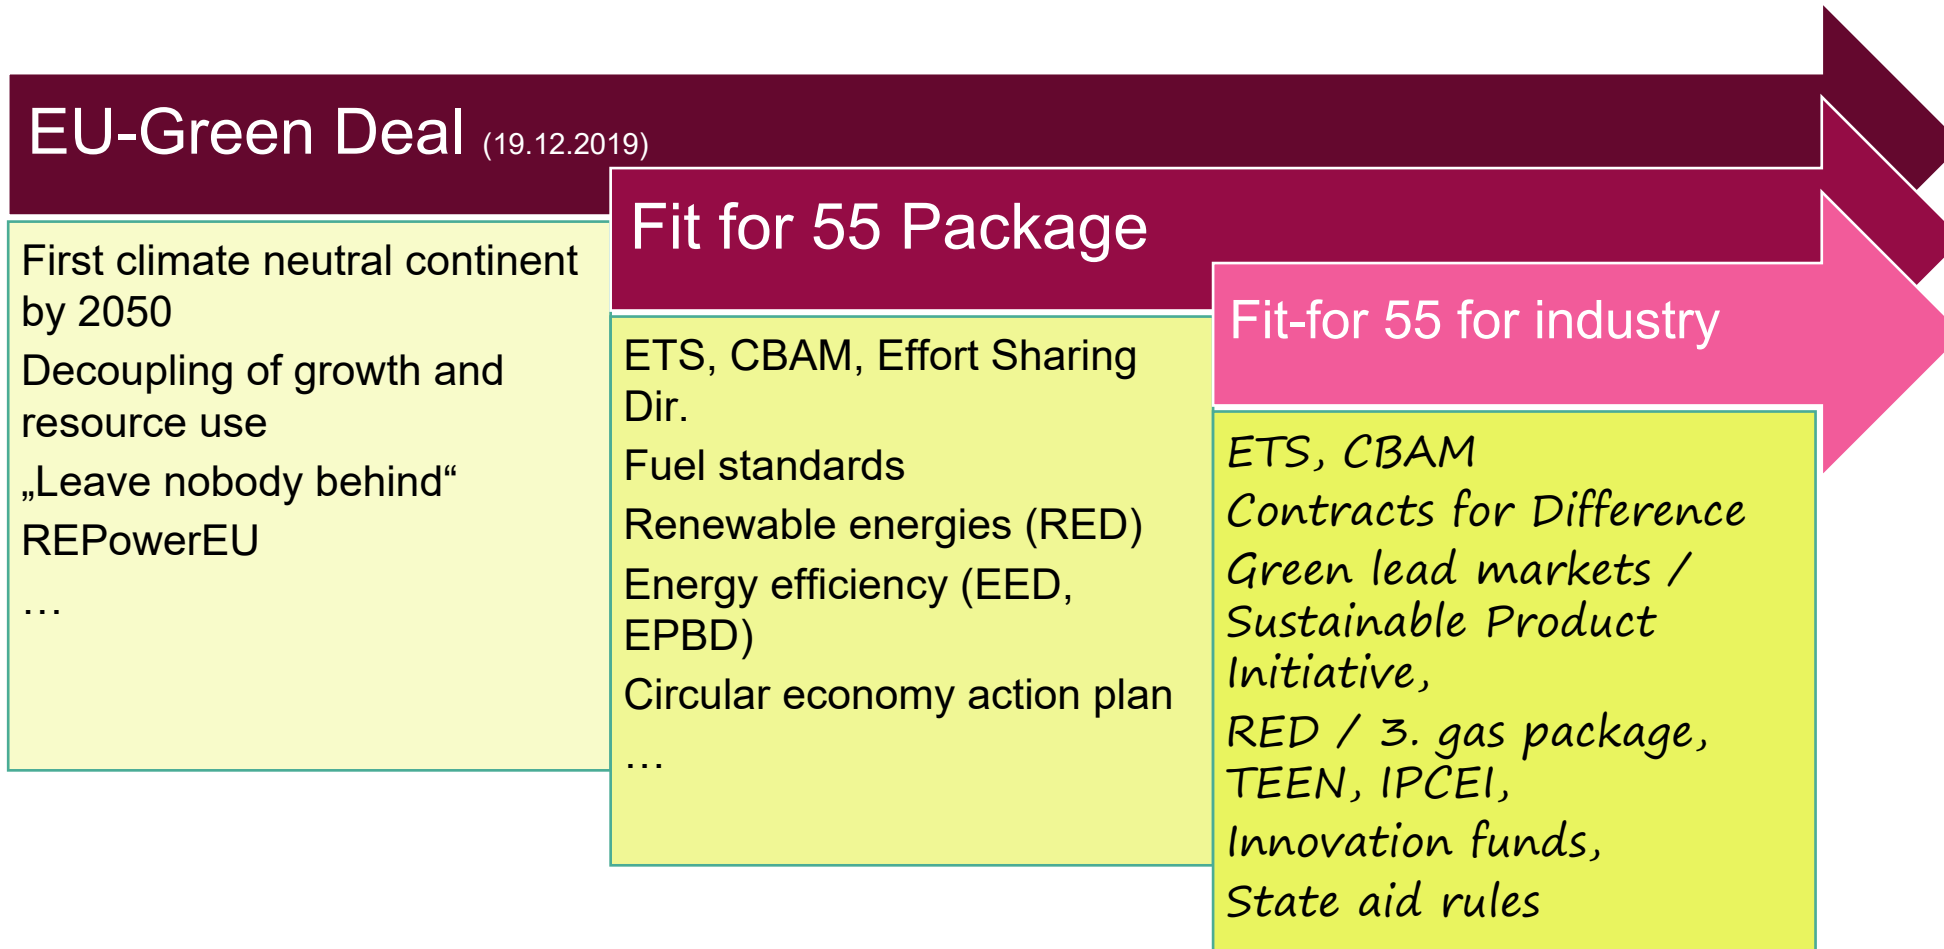 EU-Green Deal (19.12.2019)
First climate neutral continent
by 2050
Decoupling of growth and
resource use
„Leave nobody behind“
REPowerEU
…
Fit for 55 Package
ETS, CBAM, Effort Sharing
Dir.
Fuel standards
Renewable energies (RED)
Energy efficiency (EED,
EPBD)
Circular economy action plan
…
Fit-for 55 for industry
ETS, CBAM
Contracts for Difference
Green lead markets /
Sustainable Product
Initiative,
RED / 3. gas package,
TEEN, IPCEI,
Innovation funds,
State aid rules